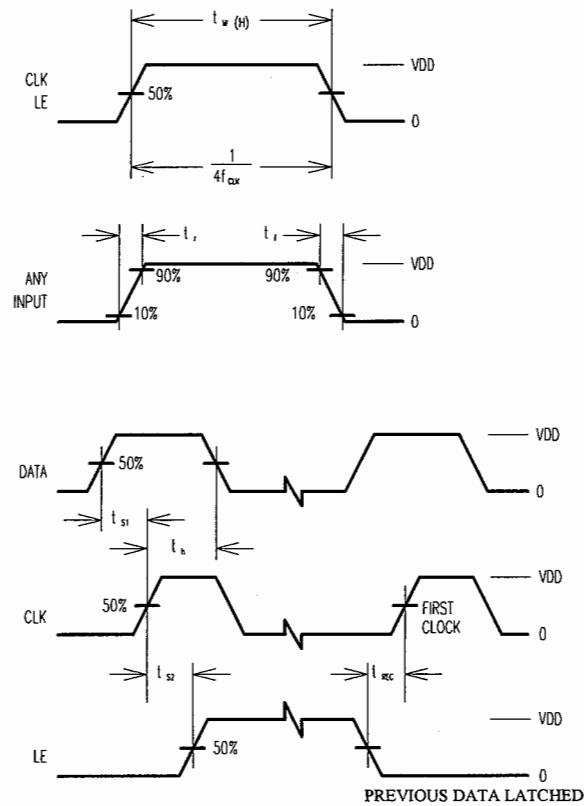 t w (H)
VDD
CLK
LE
50%
0
1
4f CLK
t r
t f
VDD
ANY
INPUT
90%
90%
10%
10%
0
DATA
50%
VDD
0
t S1
t h
CLK
50%
VDD
FIRST
CLOCK
0
t S2
t REC
LE
50%
VDD
0
PREVIOUS DATA LATCHED